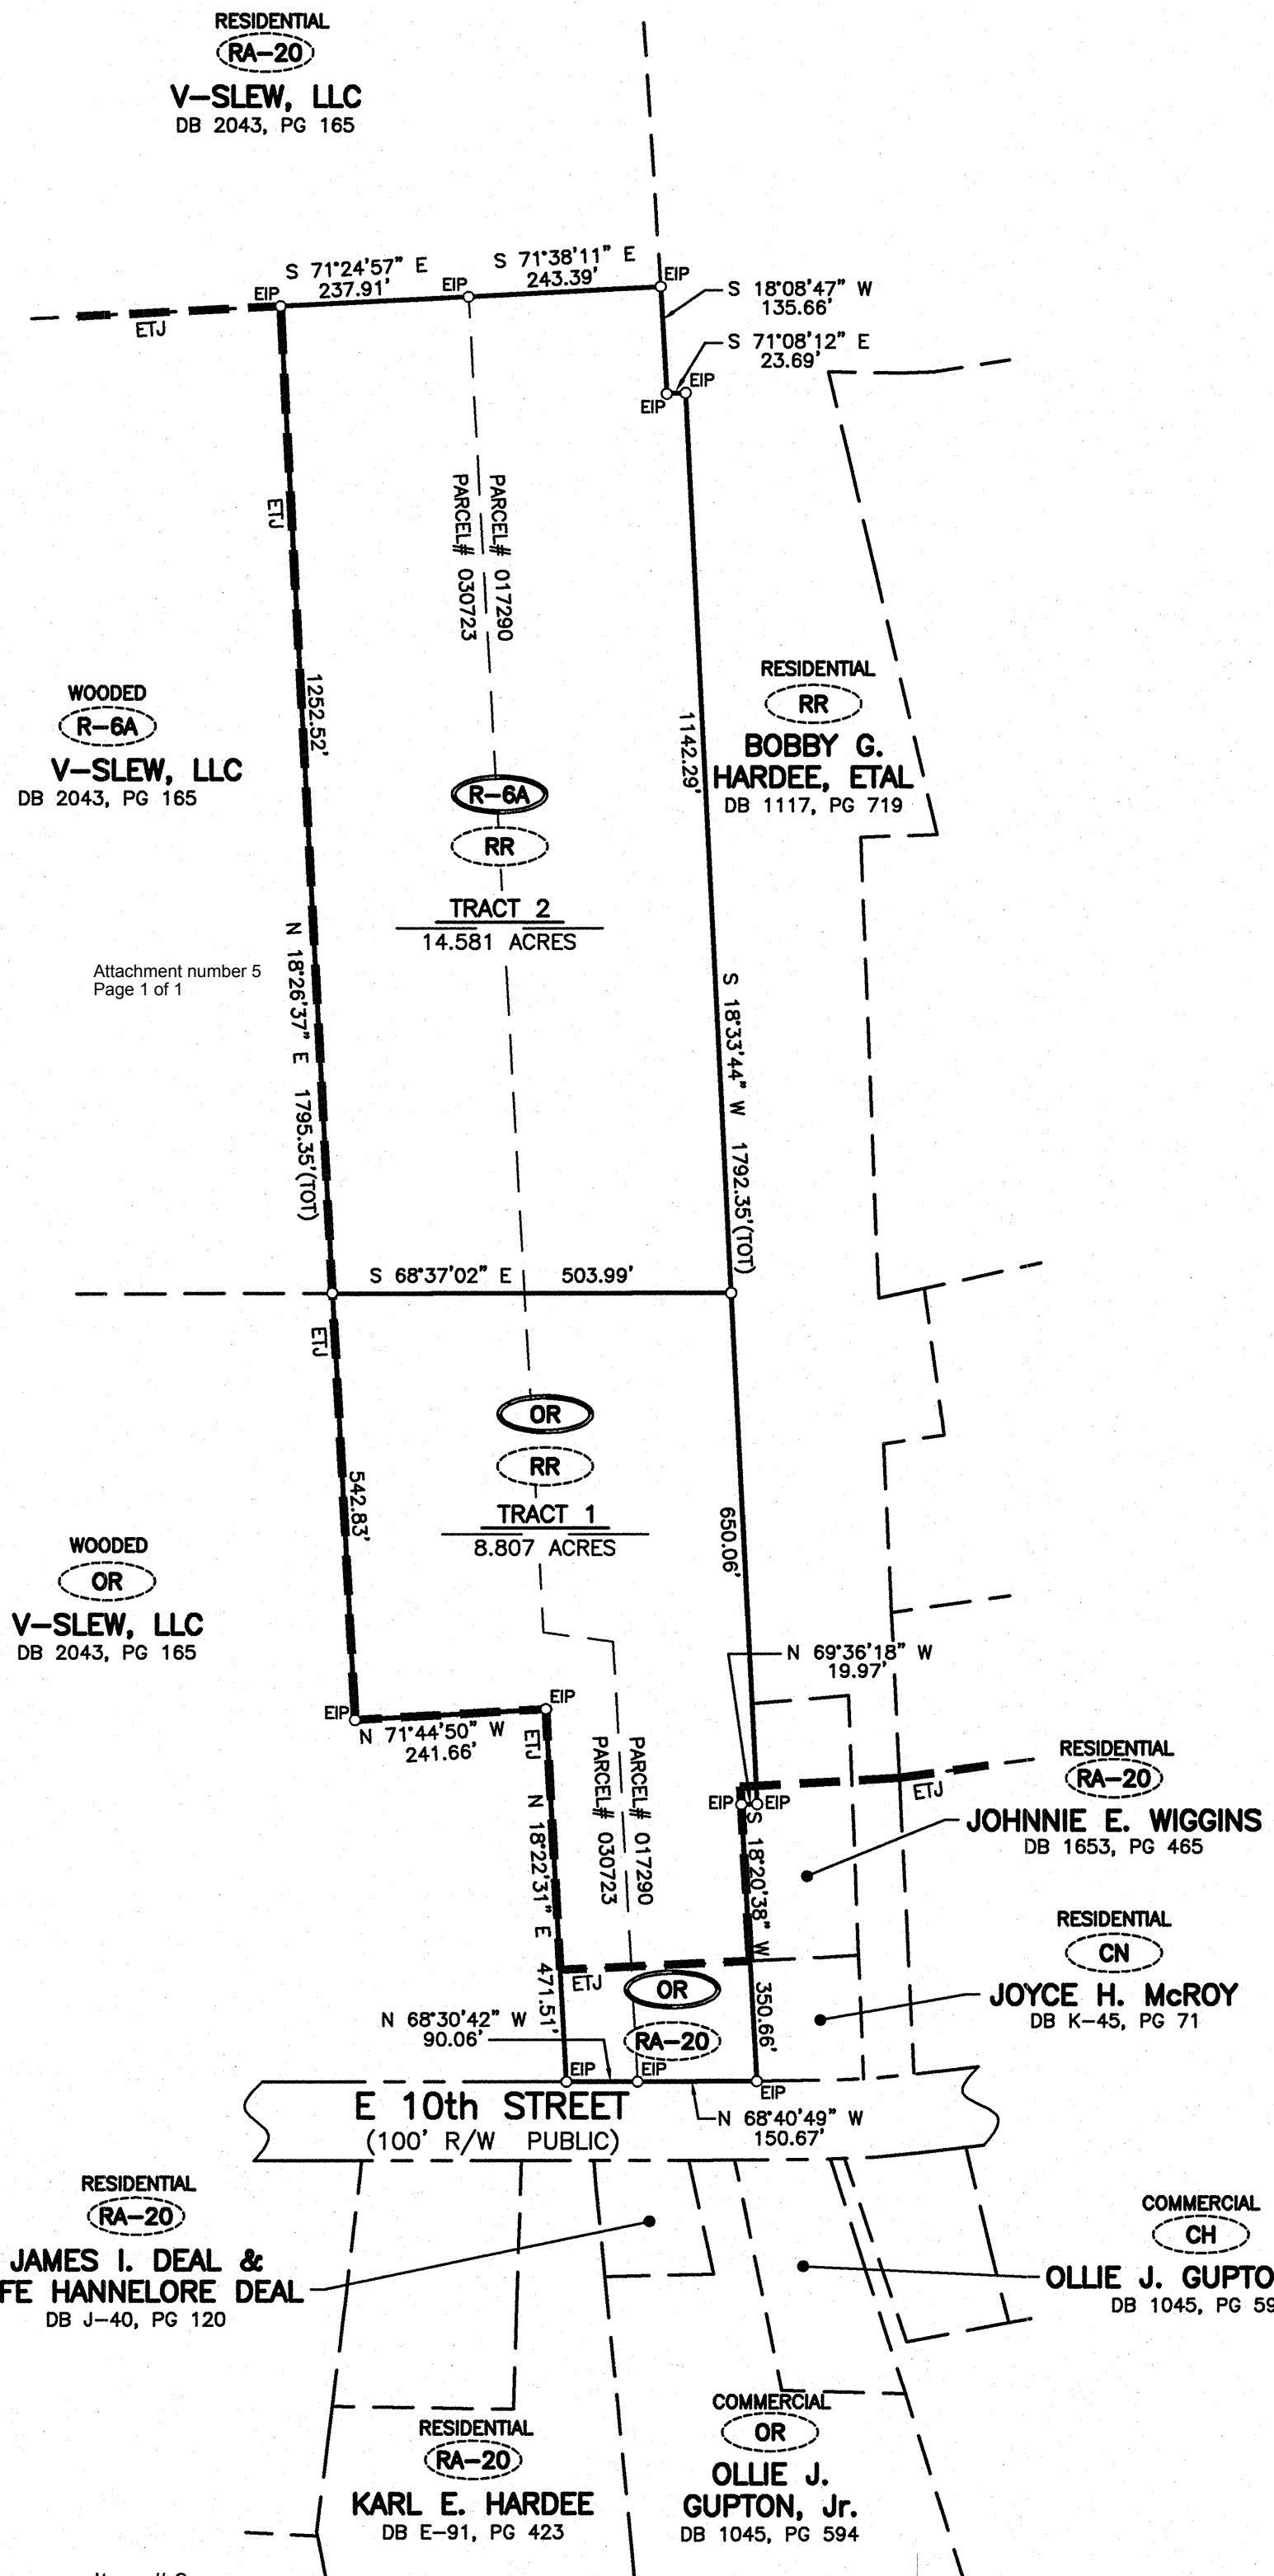 RESIDENTIAL
RA-20
V-SLEW, LLC
DB 2043, PG 165
S 71°24'57" E
237.91'
S 71°38'11" E
243.39'
EIP
EIP
EIP
S 18°08'47" W
135.66'
S 71°08'12" E
23.69'
EIP
EIP
ETJ
ETJ
PARCEL# 017290
PARCEL# 030723
1252.52'
N 18°26'37" E 1795.35'(TOT)
1142.29'
S 18°33'44" W 1792.35'(TOT)
WOODED
R-6A
V-SLEW, LLC
DB 2043, PG 165
RESIDENTIAL
RR
BOBBY G.
HARDEE, ETAL
DB 1117, PG 719
R-6A
RR
TRACT 2
14.581 ACRES
Attachment number 5
Page 1 of 1
S 68°37'02" E 503.99'
ETJ
542.83'
OR
RR
TRACT 1
8.807 ACRES
650.06'
WOODED
OR
V-SLEW, LLC
DB 2043, PG 165
N 69°36'18" W
19.97'
EIP
EIP
N 71°44'50" W
241.66'
ETJ
N 18°22'31" E 471.51'
PARCEL# 017290
PARCEL# 030723
EIP
EIP
S 18°20'38" W
350.66'
ETJ
RESIDENTIAL
RA-20
JOHNNIE E. WIGGINS
DB 1653, PG 465
RESIDENTIAL
CN
JOYCE H. McROY
DB K-45, PG 71
ETJ
OR
RA-20
N 68°30'42" W
90.06'
EIP
EIP
EIP
E 10th STREET
(100' R/W PUBLIC)
N 68°40'49" W
150.67'
RESIDENTIAL
RA-20
JAMES I. DEAL &
FE HANNELORE DEAL
DB J-40, PG 120
COMMERCIAL
CH
OLLIE J. GUPTO
DB 1045, PG 59
RESIDENTIAL
RA-20
KARL E. HARDEE
DB E-91, PG 423
COMMERCIAL
OR
OLLIE J.
GUPTON, Jr.
DB 1045, PG 594